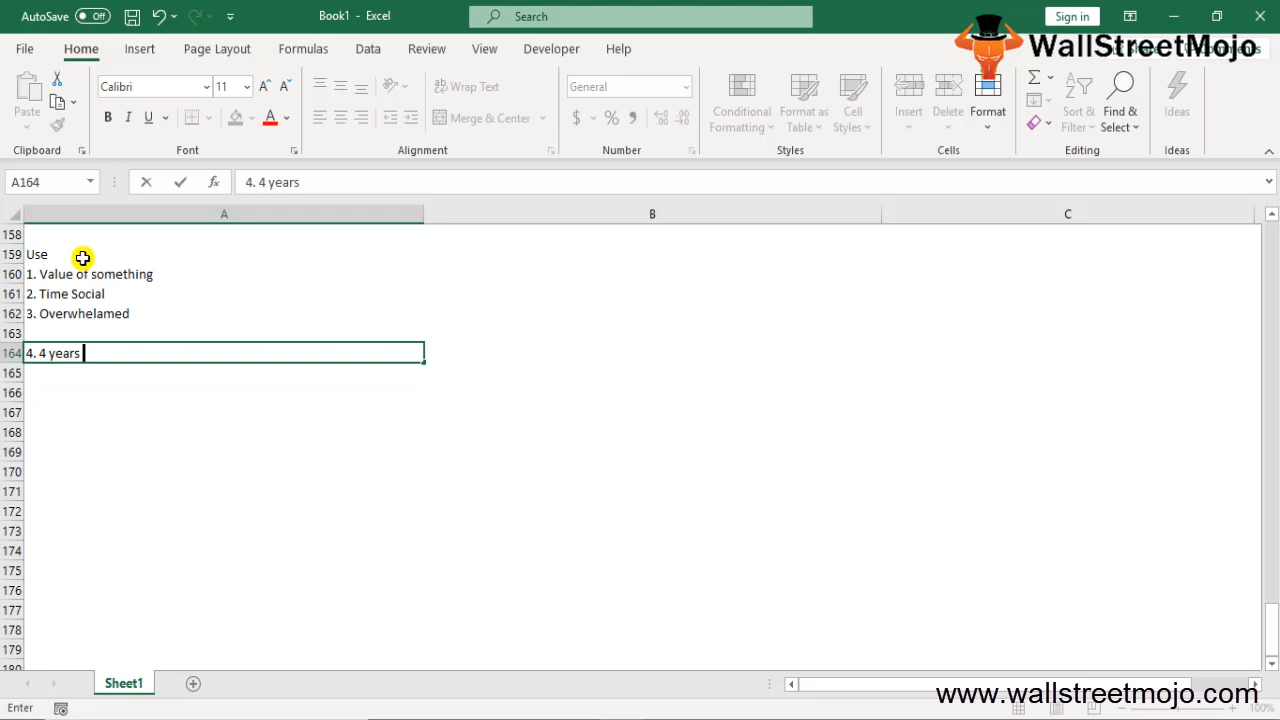 AutoSave Off Book1 - Excel Search Sign in
File Home Insert Page Layout Formulas Data Review View Developer Help
WallStreetMojo
Paste Calibri 11 Wrap Text General Conditional Formatting Format as Table Cell Styles Insert Delete Format Sort & Filter Find & Select Ideas
Merge & Center
Clipboard Font Alignment Number Styles Cells Editing Ideas
A164 fx 4. 4 years
A B C
158
159 Use
160 1. Value of something
161 2. Time Social
162 3. Overwhelamed
163
164 4. 4 years
165
166
167
168
169
170
171
172
173
174
175
176
177
178
179
180
Sheet1
www.wallstreetmojo.com
Enter 100%